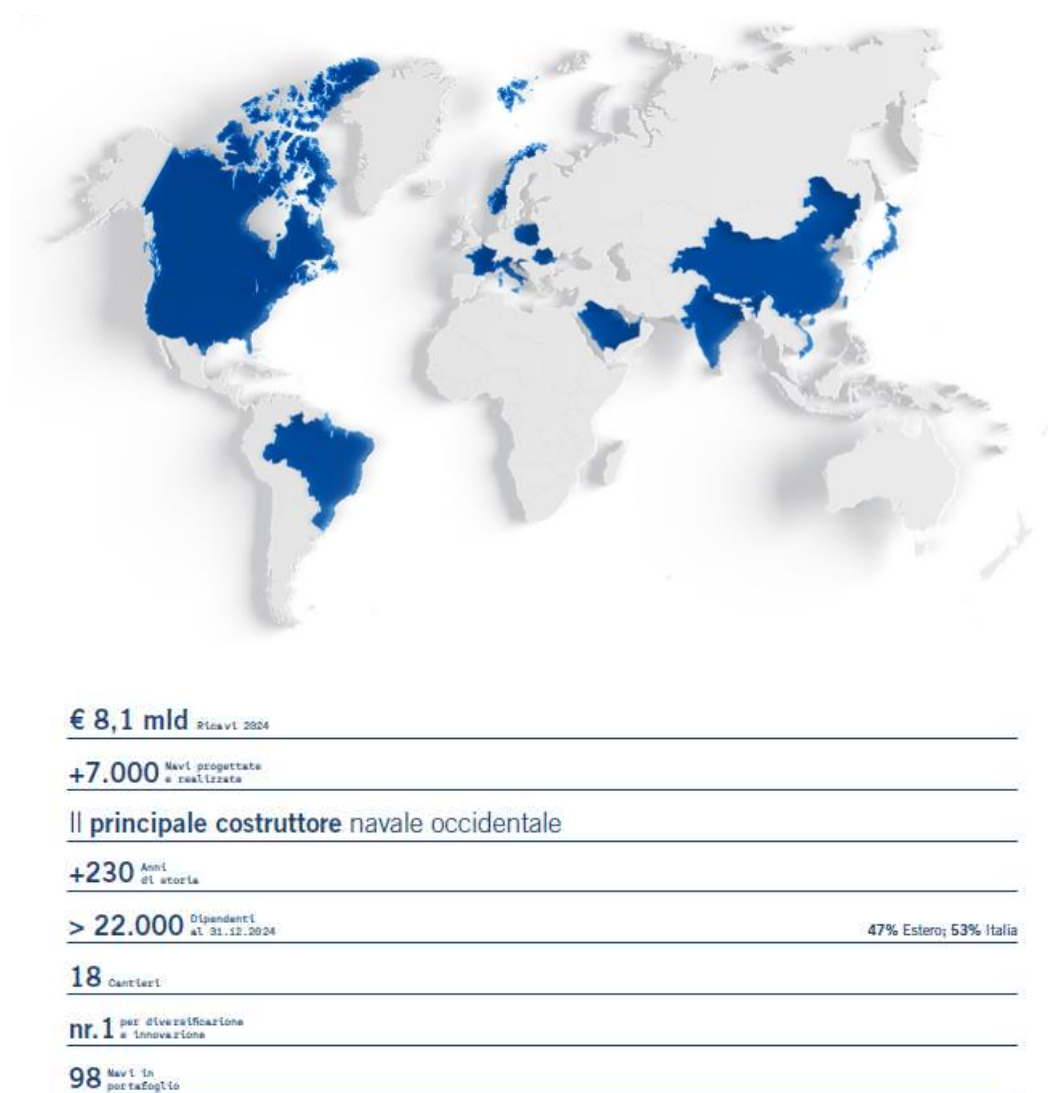 € 8,1 mld Ricavi 2024
+7.000 Navi progettate
e realizzate
Il principale costruttore navale occidentale
+230 Anni
di storia
> 22.000 Dipendenti
al 31.12.2024
47% Estero; 53% Italia
18 Cantieri
nr.1 per diversificazione
e innovazione
98 Navi in
portafoglio